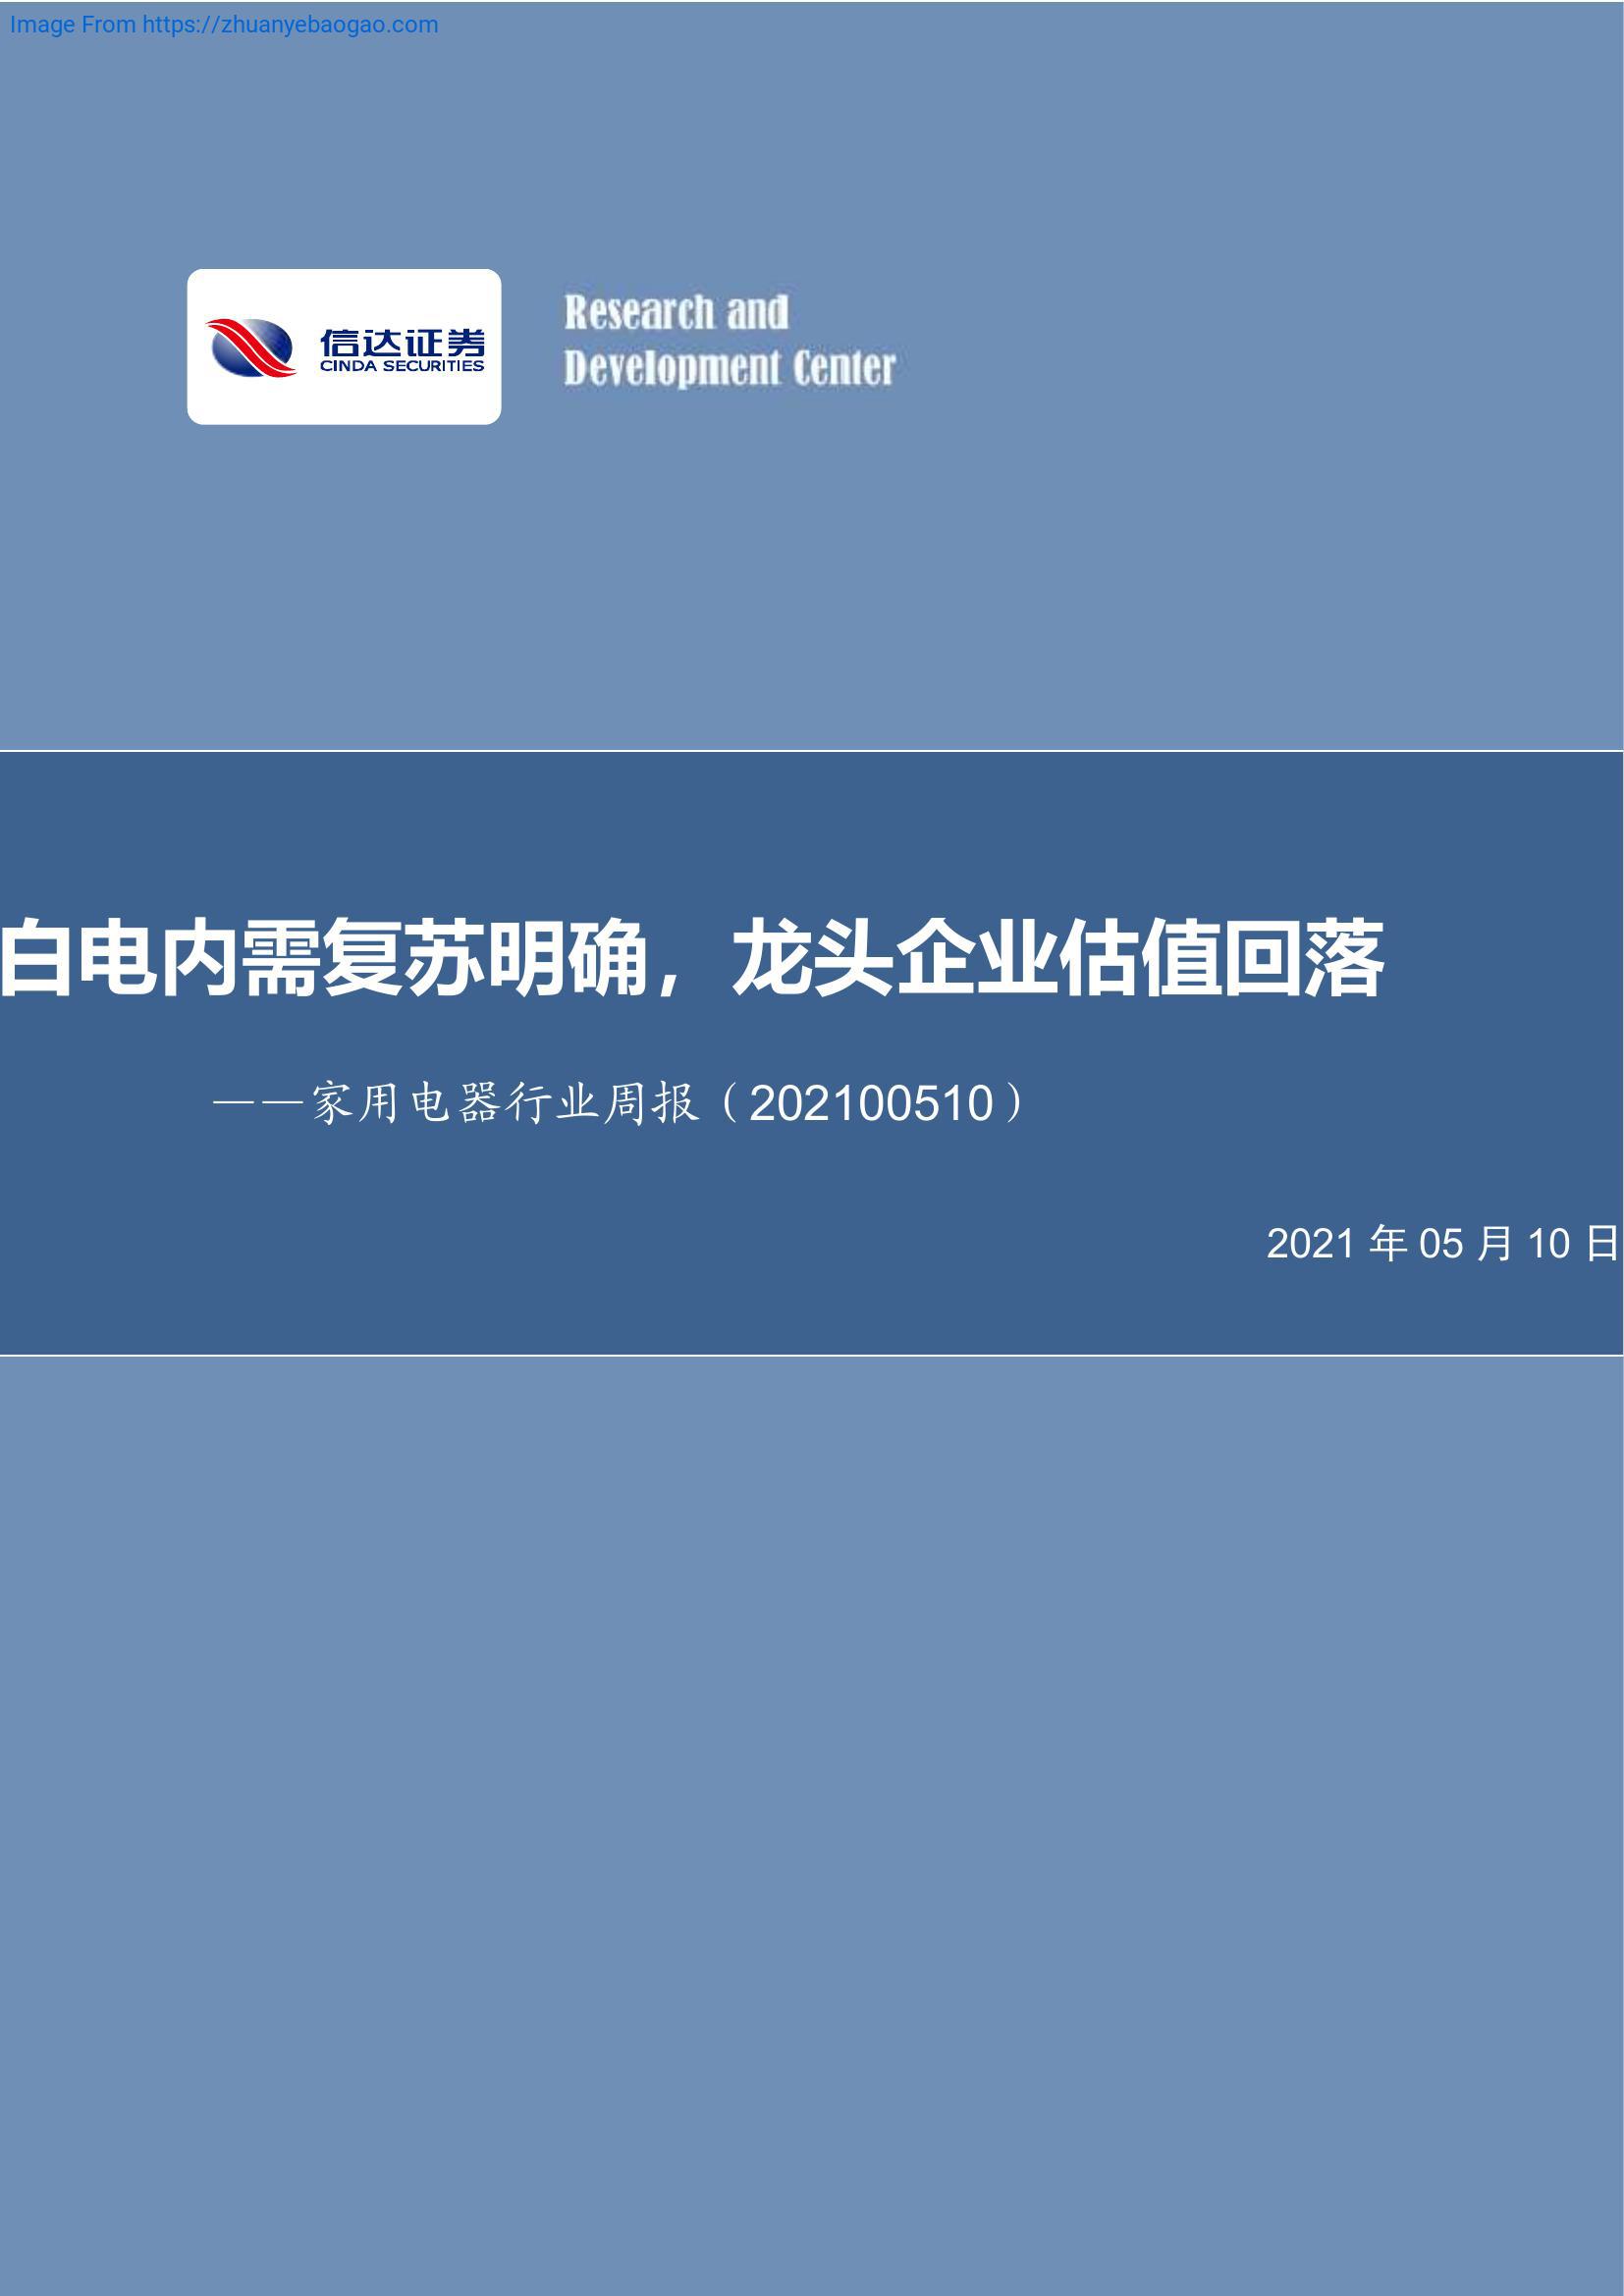 Image From https://zhuanyebaogao.com
信达证券
CINDA SECURITIES
Research and
Development Center
白电内需复苏明确，龙头企业估值回落
——家用电器行业周报（202100510）
2021 年 05 月 10 日